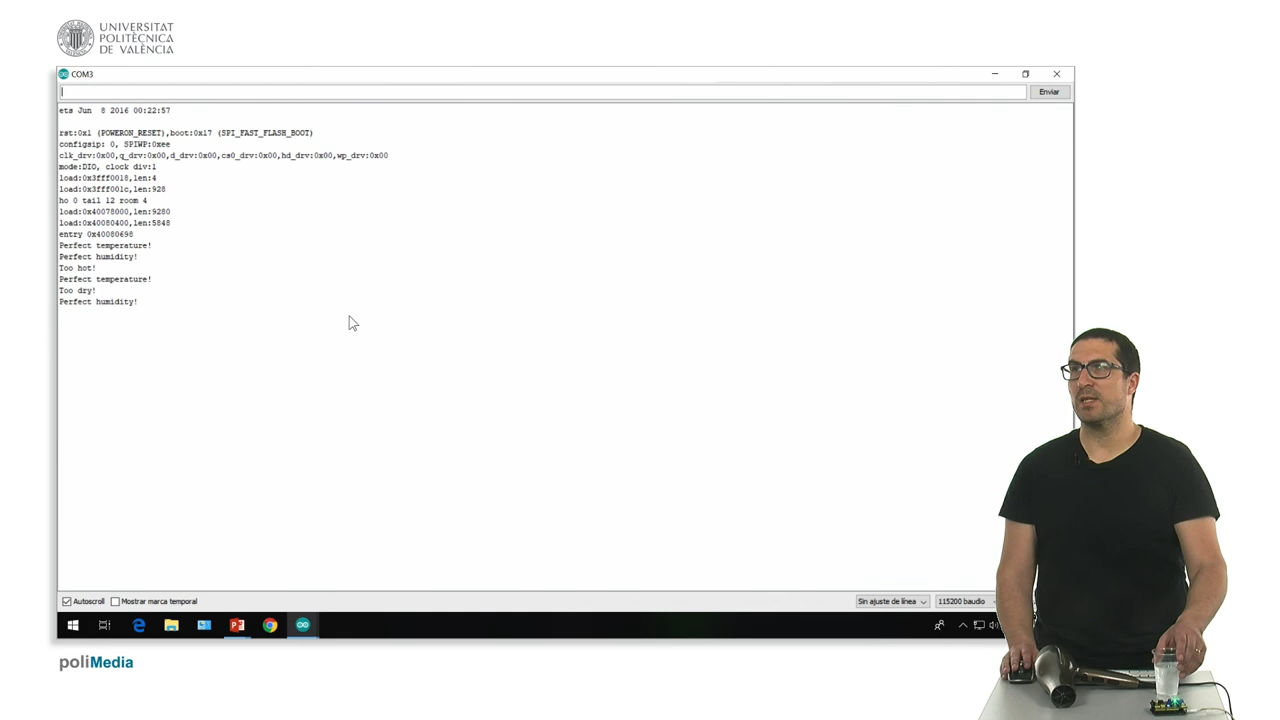 UNIVERSITAT
POLITÈCNICA
DE VALÈNCIA
COM3
Enviar
ets Jun  8 2016 00:22:57
rst:0x1 (POWERON_RESET),boot:0x17 (SPI_FAST_FLASH_BOOT)
configsip: 0, SPIWP:0xee
clk_drv:0x00,q_drv:0x00,d_drv:0x00,cs0_drv:0x00,hd_drv:0x00,wp_drv:0x00
mode:DIO, clock div:1
load:0x3fff0018,len:4
load:0x3fff001c,len:928
ho 0 tail 12 room 4
load:0x40078000,len:9280
load:0x40080400,len:5848
entry 0x40080698
Perfect temperature!
Perfect humidity!
Too hot!
Perfect temperature!
Too dry!
Perfect humidity!
Autoscroll Mostrar marca temporal
Sin ajuste de línea 115200 baudio
poliMedia